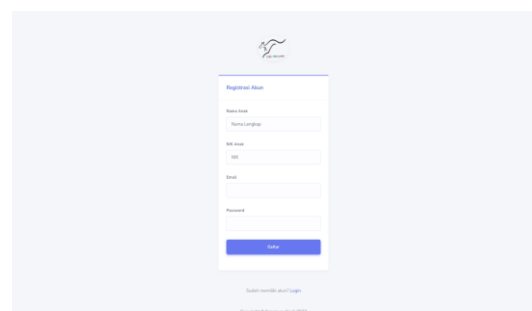 Registrasi Akun
Nama Anak
Nama Lengkap
NIK Anak
NIK
Email
Password
Daftar
Sudah memiliki akun? Login